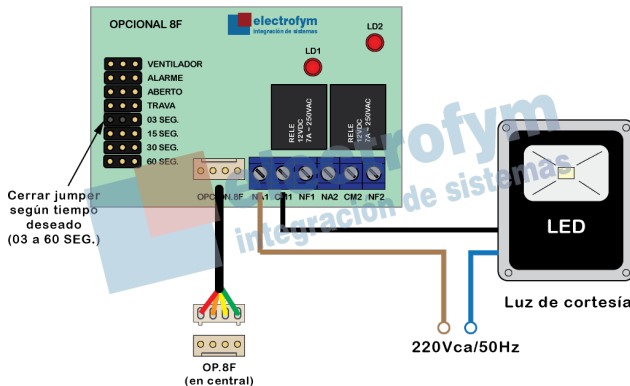 OPCIONAL 8F
electrofym
integración de sistemas
LD2
LD1
VENTILADOR
ALARME
ABERTO
TRAVA
03 SEG.
15 SEG.
30 SEG.
60 SEG.
RELE
12VDC
7A ~ 250VAC
RELE
12VDC
7A ~ 250VAC
OPCION.8F
NA1
CM1
NF1
NA2
CM2
NF2
Cerrar jumper
según tiempo
deseado
(03 a 60 SEG.)
LED
Luz de cortesía
220Vca/50Hz
OP.8F
(en central)
electrofym
integración de sistemas